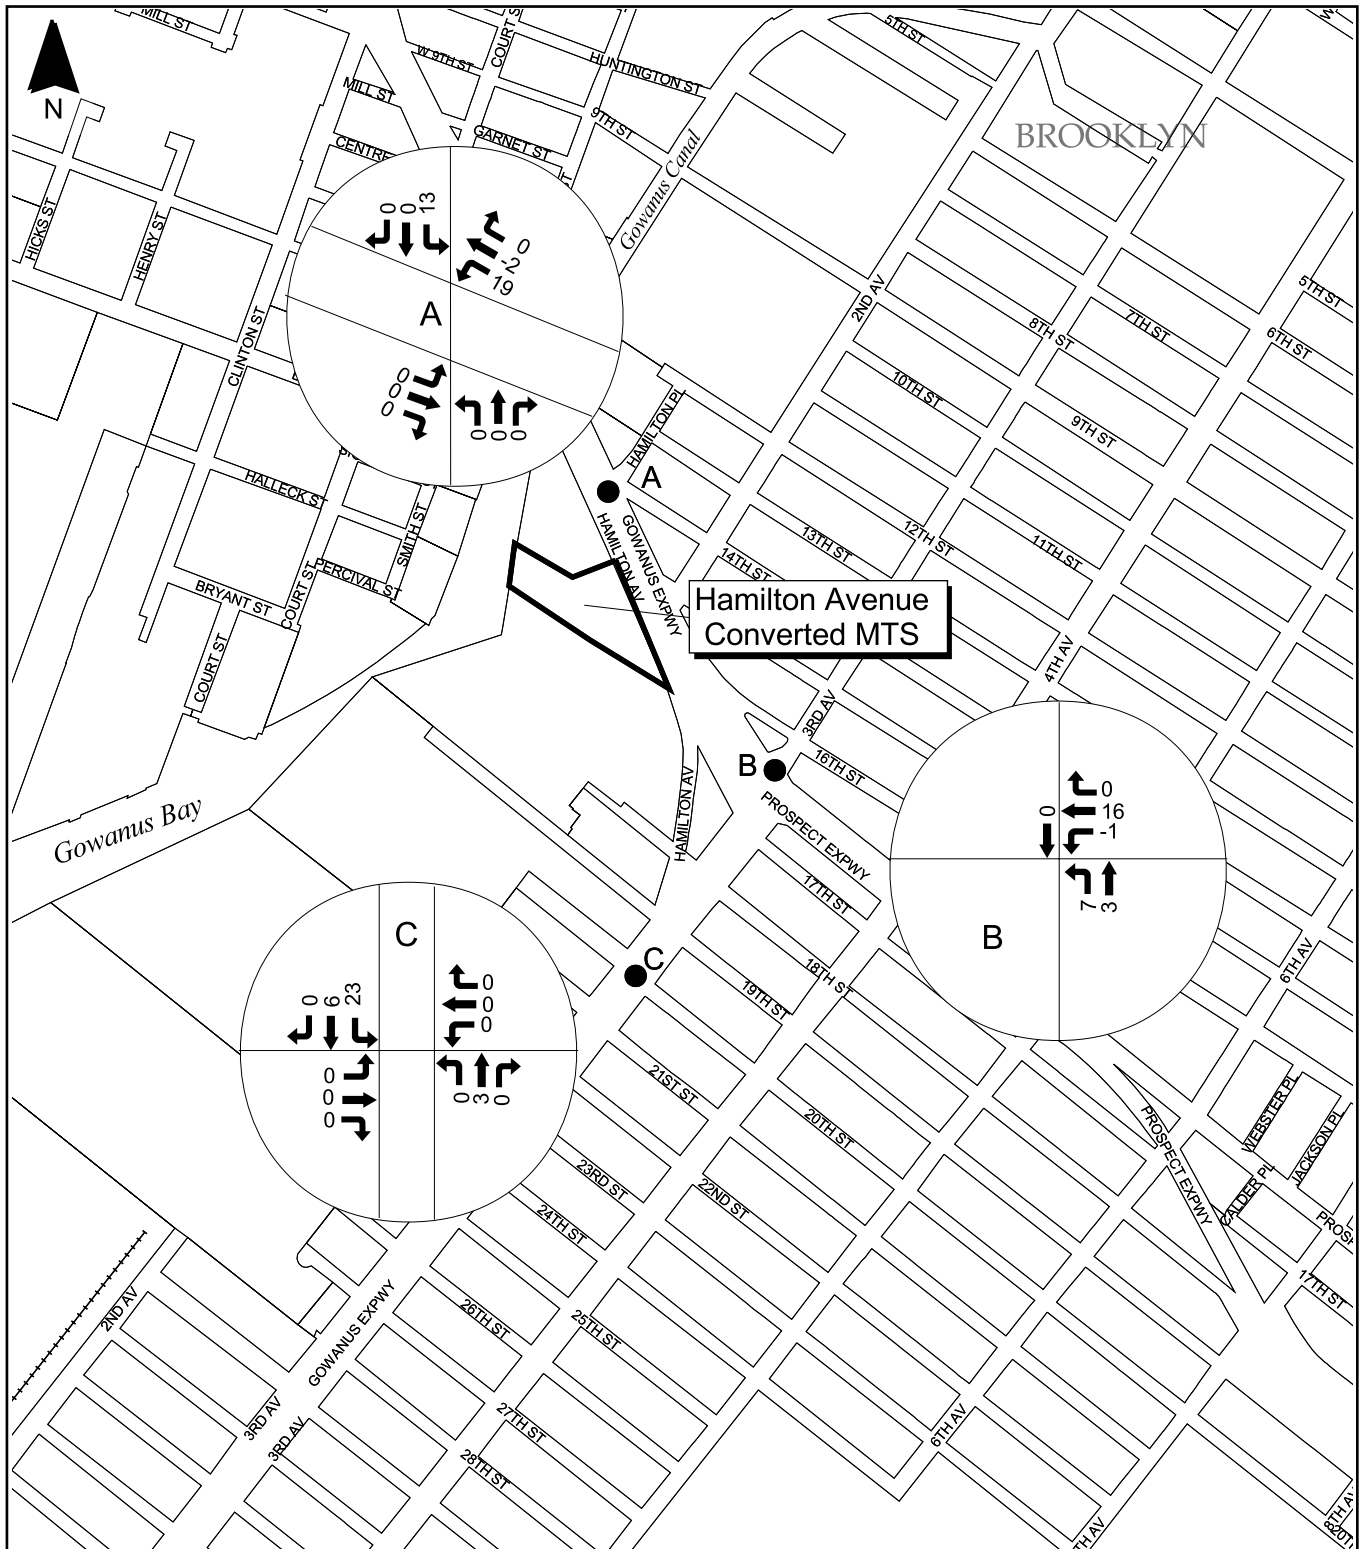 MILL ST
COURT S
5TH ST
W 9TH ST
HUNTINGTON ST
MILL ST
N
9TH ST
GARNET ST
BROOKLYN
CENTRE
Gowanus Canal
HICKS ST
HENRY ST
0 0 13
0
-2
19
A
0
0
0
0 0 0
2ND AV
5TH ST
7TH ST
8TH ST
6TH ST
CLINTON ST
10TH ST
HAMILTON PL
9TH ST
HALLECK ST
A
SMITH ST
HAMILTON AV
GOWANUS EXPWY
13TH ST
12TH ST
11TH ST
14TH ST
PERCIVAL ST
BRYANT ST
COURT ST
Hamilton Avenue
Converted MTS
COURT ST
4TH AV
3RD AV
B
16TH ST
HAMILTON AV
PROSPECT EXPWY
Gowanus Bay
0
0
16
-1
7 3
B
17TH ST
C
C
18TH ST
19TH ST
6TH AV
0 6 23
0
0
0
0
0
0
0 3 0
21ST ST
20TH ST
WEBSTER PL
JACKSON PL
CALDER PL
PROSPECT EXPWY
23RD ST
22ND ST
24TH ST
PROSP
17TH ST
2ND AV
GOWANUS EXPWY
26TH ST
25TH ST
3RD AV
3RD AV
27TH ST
6TH AV
28TH ST
TH AV
8TH AV
20T